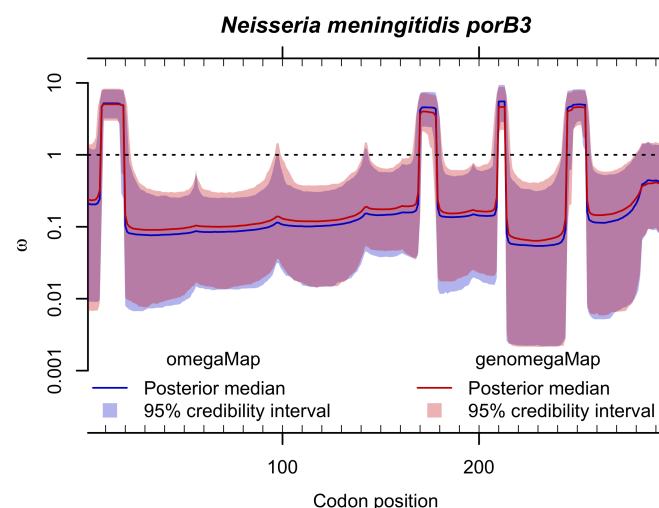 Neisseria meningitidis porB3
10
1
0.1
0.01
0.001
ω
omegaMap
genomegaMap
Posterior median
Posterior median
95% credibility interval
95% credibility interval
100
200
Codon position